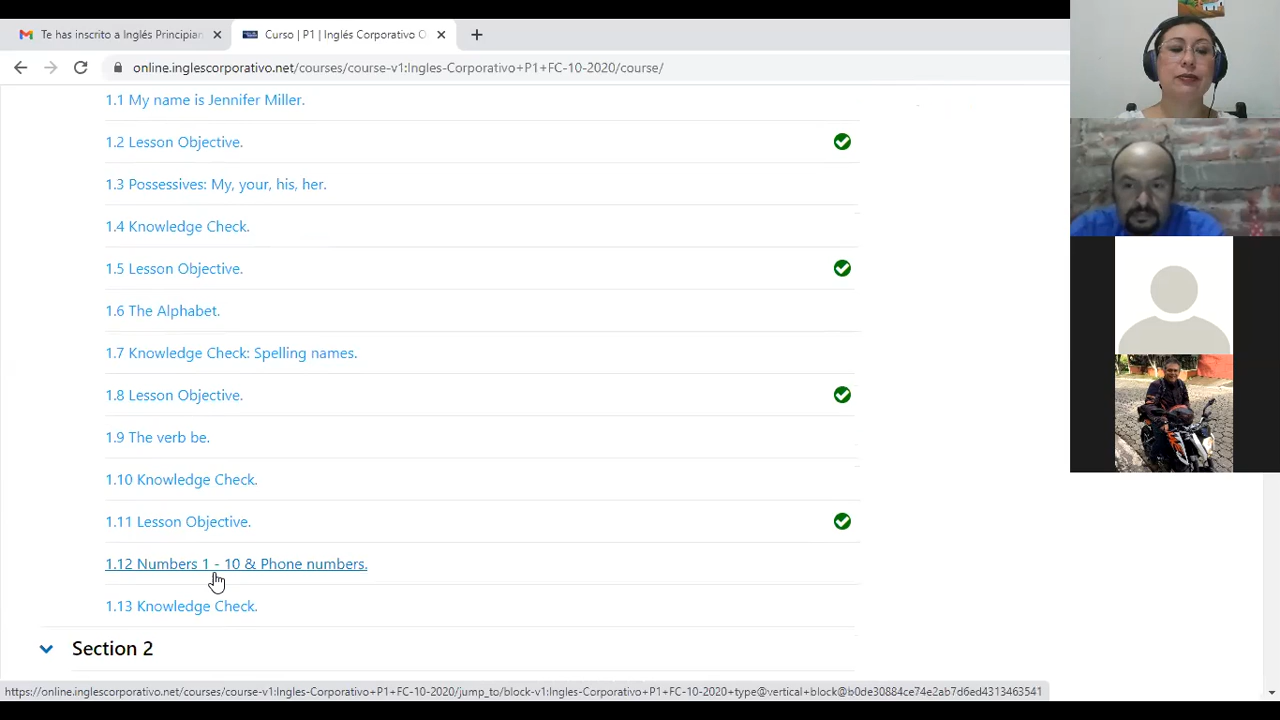 Te has inscrito a Inglés Principian
Curso | P1 | Inglés Corporativo O
online.inglescorporativo.net/courses/course-v1:Ingles-Corporativo+P1+FC-10-2020/course/
1.1 My name is Jennifer Miller.
1.2 Lesson Objective.
1.3 Possessives: My, your, his, her.
1.4 Knowledge Check.
1.5 Lesson Objective.
1.6 The Alphabet.
1.7 Knowledge Check: Spelling names.
1.8 Lesson Objective.
1.9 The verb be.
1.10 Knowledge Check.
1.11 Lesson Objective.
1.12 Numbers 1 - 10 & Phone numbers.
1.13 Knowledge Check.
Section 2
https://online.inglescorporativo.net/courses/course-v1:Ingles-Corporativo+P1+FC-10-2020/jump_to/block-v1:Ingles-Corporativo+P1+FC-10-2020+type@vertical+block@b0de30884ce74e2ab7d6ed4313463541